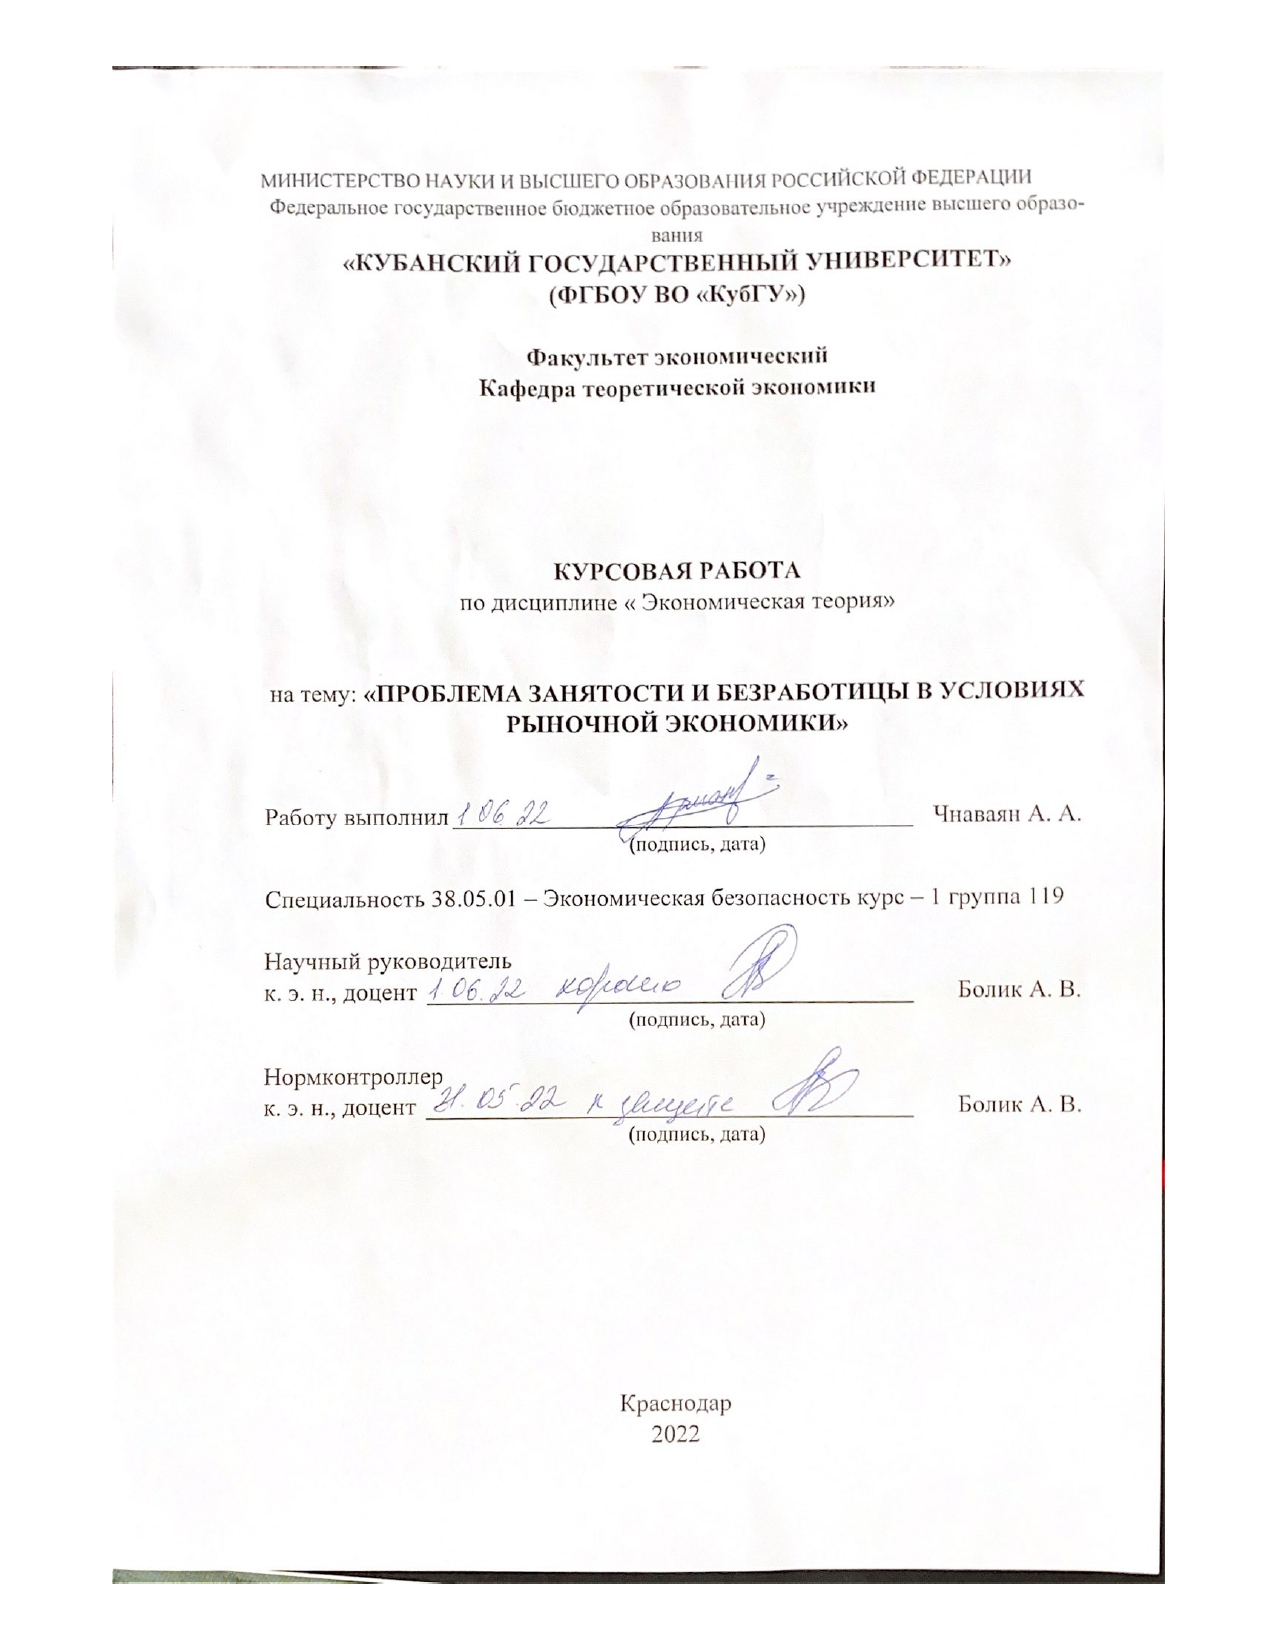 МИНИСТЕРСТВО НАУКИ И ВЫСШЕГО ОБРАЗОВАНИЯ РОССИЙСКОЙ ФЕДЕРАЦИИ
Федеральное государственное бюджетное образовательное учреждение высшего образо-
вания
«КУБАНСКИЙ ГОСУДАРСТВЕННЫЙ УНИВЕРСИТЕТ»
(ФГБОУ ВО «КубГУ»)
Факультет экономический
Кафедра теоретической экономики
КУРСОВАЯ РАБОТА
по дисциплине « Экономическая теория»
на тему: «ПРОБЛЕМА ЗАНЯТОСТИ И БЕЗРАБОТИЦЫ В УСЛОВИЯХ
РЫНОЧНОЙ ЭКОНОМИКИ»
Работу выполнил 1 06 22 Чнаваян А. А.
(подпись, дата)
Специальность 38.05.01 – Экономическая безопасность курс – 1 группа 119
Научный руководитель
к. э. н., доцент 1.06.22 хорошо Болик А. В.
(подпись, дата)
Нормконтроллер
к. э. н., доцент 31.05.22 к защите Болик А. В.
(подпись, дата)
Краснодар
2022